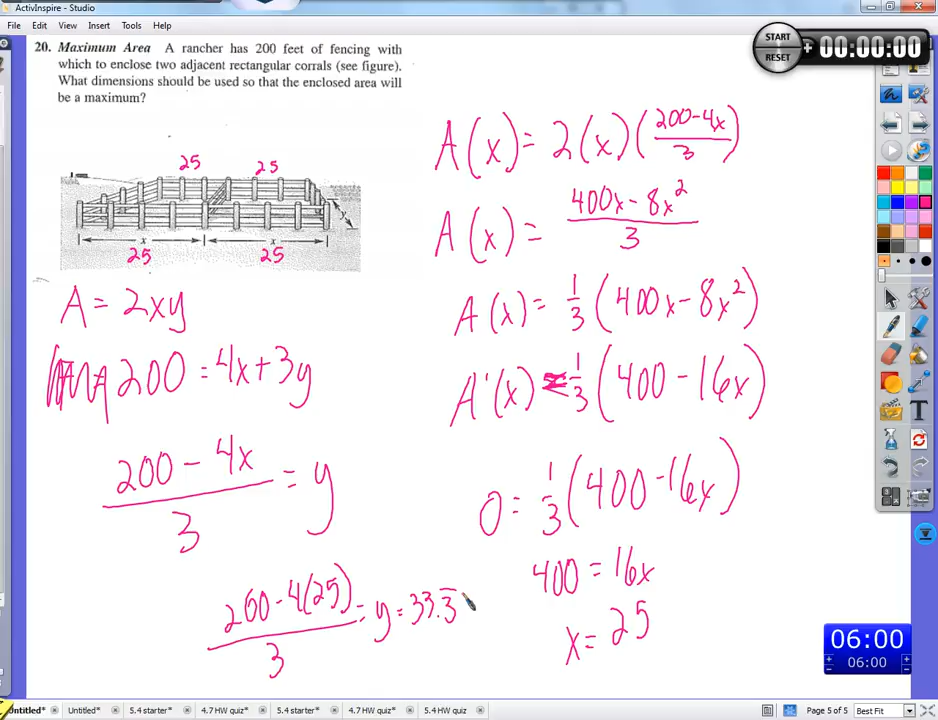 ActivInspire - Studio
File Edit View Insert Tools Help
START
RESET
00:00:00
20. Maximum Area A rancher has 200 feet of fencing with
which to enclose two adjacent rectangular corrals (see figure).
What dimensions should be used so that the enclosed area will
be a maximum?
25 25
y
x x
25 25
A = 2xy
200 = 4x + 3y
200 - 4x / 3 = y
200 - 4(25) / 3 = y = 33.3̅
A(x) = 2(x)(200-4x / 3)
A(x) = 400x - 8x² / 3
A(x) = 1/3 (400x - 8x²)
A'(x) = 1/3 (400 - 16x)
0 = 1/3 (400 - 16x)
400 = 16x
x = 25
06:00
06:00
untitled* Untitled* 5.4 starter* 4.7 HW quiz* 5.4 starter* 4.7 HW quiz* 5.4 HW quiz
Page 5 of 5 Best Fit